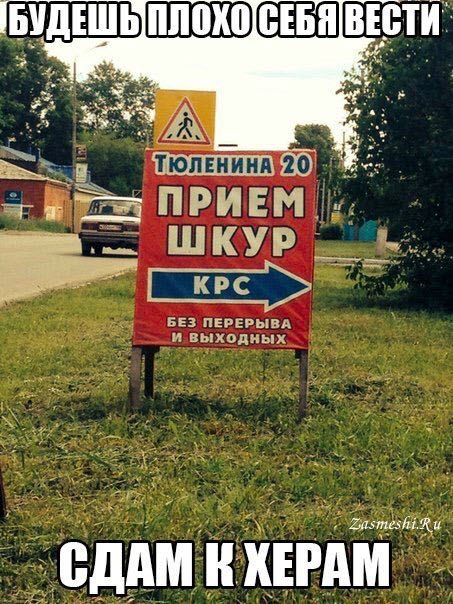 БУДЕШЬ ПЛОХО СЕБЯ ВЕСТИ
ТЮЛЕНИНА 20
ПРИЕМ
ШКУР
КРС
БЕЗ ПЕРЕРЫВА
И ВЫХОДНЫХ
Zasmeshi.Ru
СДАМ К ХЕРАМ